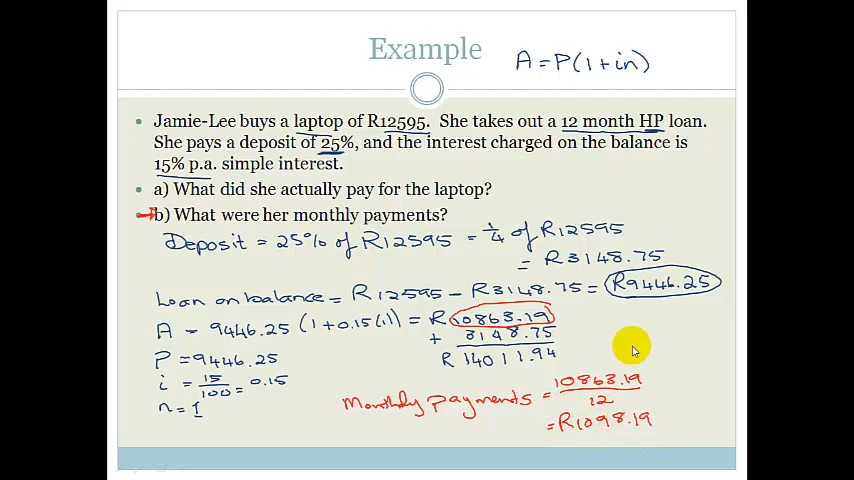 Example
A = P(1+in)
Jamie-Lee buys a laptop of R12595. She takes out a 12 month HP loan.
She pays a deposit of 25%, and the interest charged on the balance is
15% p.a. simple interest.
a) What did she actually pay for the laptop?
b) What were her monthly payments?
Deposit = 25% of R12595 = 1/4 of R12595
= R3148.75
Loan on balance = R12595 - R3148.75 = R9446.25
A = 9446.25 (1+0.15(1)) = R10863.19
+ 3148.75
R14011.94
P = 9446.25
i = 15/100 = 0.15
n = 1
Monthly payments = 10863.19/12
= R1098.19